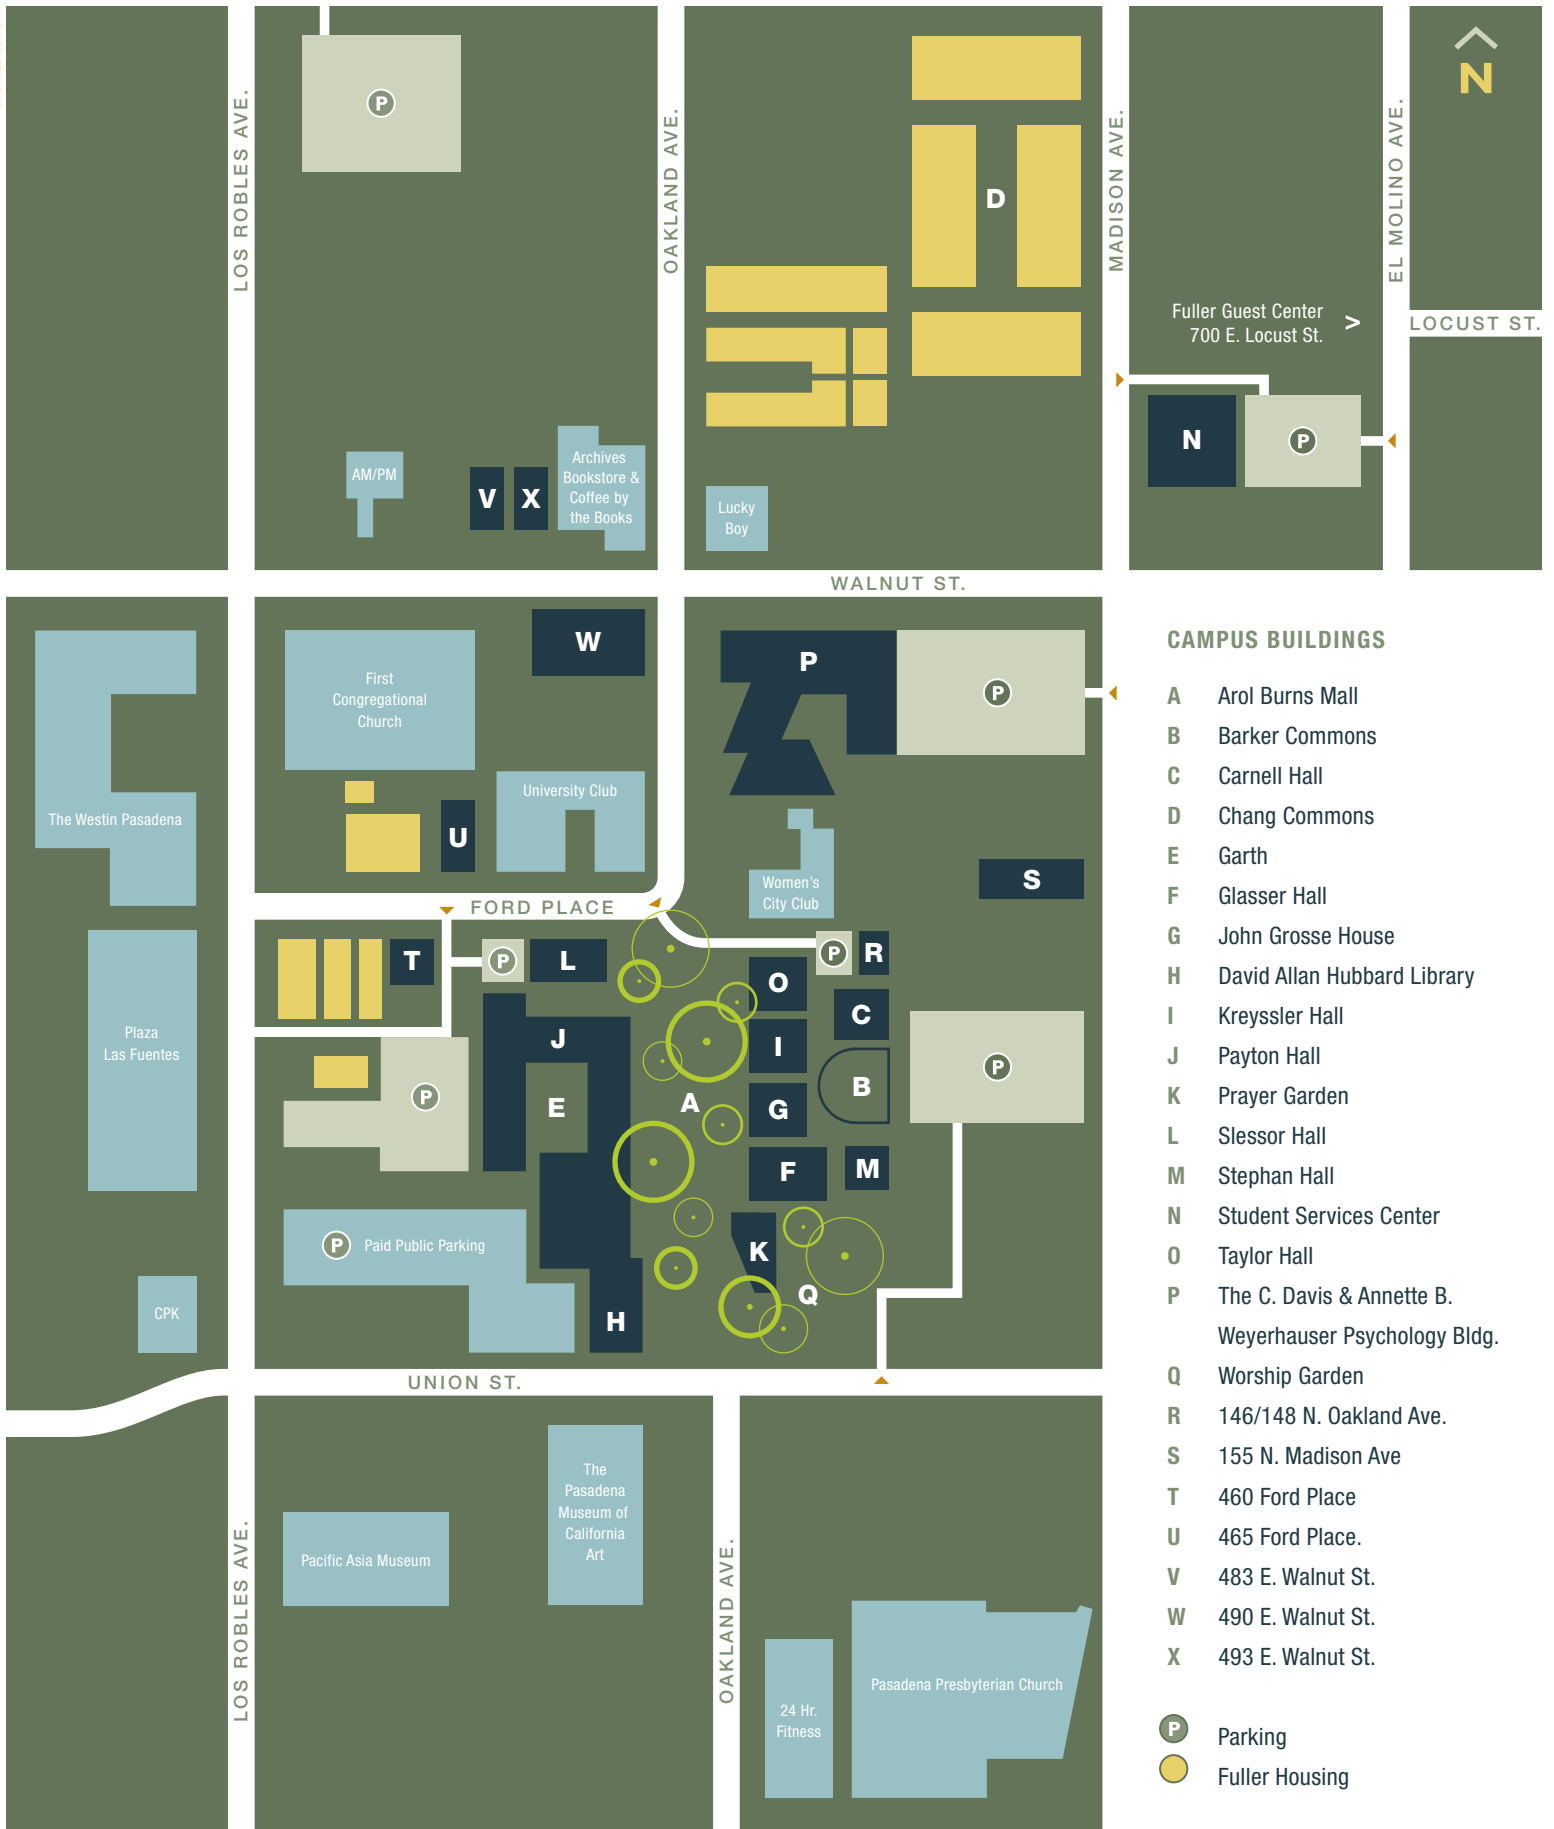 N
LOS ROBLES AVE.
OAKLAND AVE.
MADISON AVE.
EL MOLINO AVE.
P
D
Fuller Guest Center >
700 E. Locust St.
LOCUST ST.
N
P
AM/PM
V
X
Archives
Bookstore &
Coffee by
the Books
Lucky
Boy
WALNUT ST.
W
First
Congregational
Church
P
P
The Westin Pasadena
University Club
U
Women's
City Club
S
FORD PLACE
T
P
L
P
R
O
C
Plaza
Las Fuentes
J
I
P
P
E
A
G
B
F
M
P
Paid Public Parking
K
Q
H
CPK
UNION ST.
The
Pasadena
Museum of
California
Art
Pacific Asia Museum
LOS ROBLES AVE.
OAKLAND AVE.
24 Hr.
Fitness
Pasadena Presbyterian Church
CAMPUS BUILDINGS
A Arol Burns Mall
B Barker Commons
C Carnell Hall
D Chang Commons
E Garth
F Glasser Hall
G John Grosse House
H David Allan Hubbard Library
I Kreyssler Hall
J Payton Hall
K Prayer Garden
L Slessor Hall
M Stephan Hall
N Student Services Center
O Taylor Hall
P The C. Davis & Annette B.
Weyerhauser Psychology Bldg.
Q Worship Garden
R 146/148 N. Oakland Ave.
S 155 N. Madison Ave
T 460 Ford Place
U 465 Ford Place.
V 483 E. Walnut St.
W 490 E. Walnut St.
X 493 E. Walnut St.
P Parking
Fuller Housing